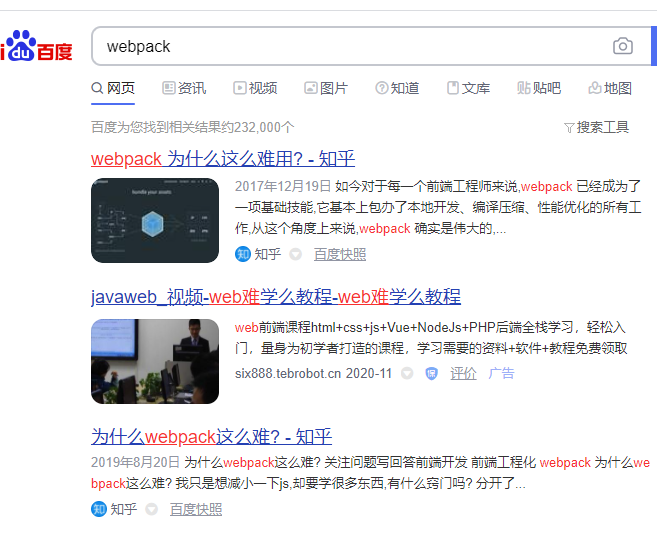 du百度
webpack
网页 资讯 视频 图片 知道 文库 贴吧 地图
百度为您找到相关结果约232,000个 搜索工具
webpack 为什么这么难用? - 知乎
bundle your assets
2017年12月19日 如今对于每一个前端工程师来说,webpack 已经成为了
一项基础技能,它基本上包办了本地开发、编译压缩、性能优化的所有工
作,从这个角度上来说,webpack 确实是伟大的,...
知 知乎 百度快照
javaweb_视频-web难学么教程-web难学么教程
web前端课程html+css+js+Vue+NodeJs+PHP后端全栈学习，轻松入
门，量身为初学者打造的课程，学习需要的资料+软件+教程免费领取
six888.tebrobot.cn 2020-11 评价 广告
为什么webpack这么难? - 知乎
2019年8月20日 为什么webpack这么难? 关注问题写回答前端开发 前端工程化 webpack 为什么we
bpack这么难? 我只是想减小一下js,却要学很多东西,有什么窍门吗? 分开了...
知 知乎 百度快照